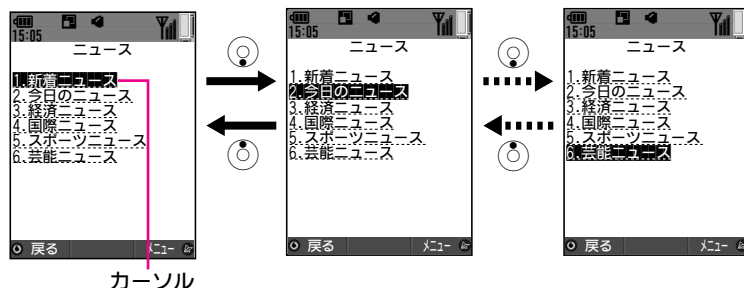 15:05
ニュース
1.新着ニュース
2.今日のニュース
3.経済ニュース
4.国際ニュース
5.スポーツニュース
6.芸能ニュース
戻る
メニュー
カーソル
15:05
ニュース
1.新着ニュース
2.今日のニュース
3.経済ニュース
4.国際ニュース
5.スポーツニュース
6.芸能ニュース
戻る
メニュー
15:05
ニュース
1.新着ニュース
2.今日のニュース
3.経済ニュース
4.国際ニュース
5.スポーツニュース
6.芸能ニュース
戻る
メニュー